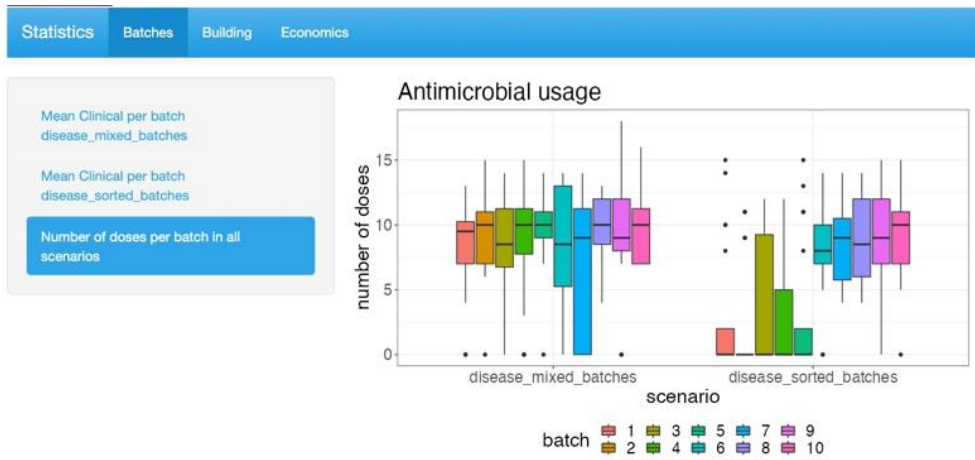 Statistics Batches Building Economics
Mean Clinical per batch
disease_mixed_batches
Mean Clinical per batch
disease_sorted_batches
Number of doses per batch in all
scenarios
Antimicrobial usage
number of doses
15
10
5
0
disease_mixed_batches disease_sorted_batches
scenario
batch 1 3 5 7 9
2 4 6 8 10